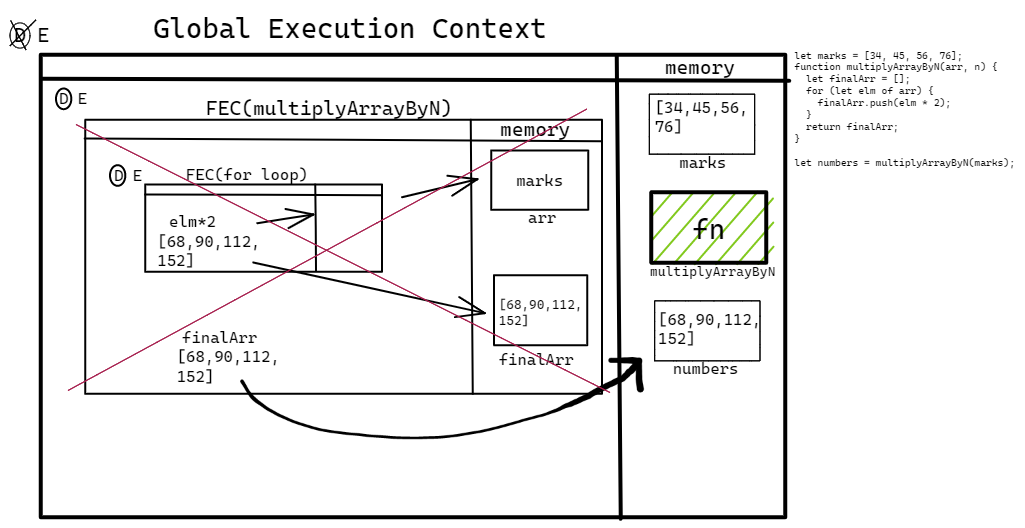 D E
Global Execution Context
memory
let marks = [34, 45, 56, 76];
function multiplyArrayByN(arr, n) {
let finalArr = [];
for (let elm of arr) {
finalArr.push(elm * 2);
}
return finalArr;
}
let numbers = multiplyArrayByN(marks);
D E
FEC(multiplyArrayByN)
memory
D E
FEC(for loop)
elm*2
[68,90,112,
152]
marks
arr
[68,90,112,
152]
finalArr
finalArr
[68,90,112,
152]
[34,45,56,
76]
marks
fn
multiplyArrayByN
[68,90,112,
152]
numbers